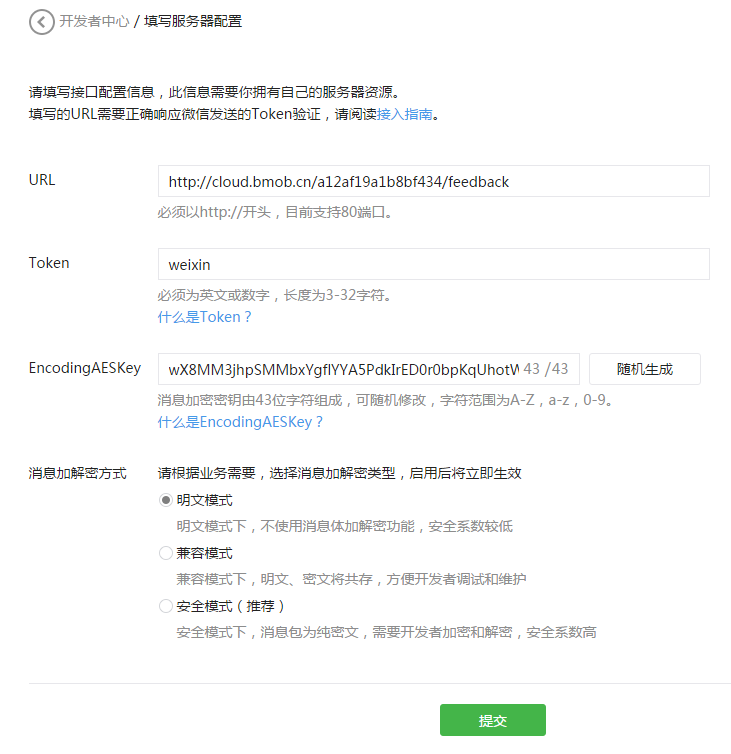 开发者中心 / 填写服务器配置
请填写接口配置信息，此信息需要你拥有自己的服务器资源。
填写的URL需要正确响应微信发送的Token验证，请阅读接入指南。
URL
http://cloud.bmob.cn/a12af19a1b8bf434/feedback
必须以http://开头，目前支持80端口。
Token
weixin
必须为英文或数字，长度为3-32字符。
什么是Token？
EncodingAESKey
wX8MM3jhpSMMbxYgflYYA5PdkIrED0r0bpKqUhotW 43 /43 随机生成
消息加密密钥由43位字符组成，可随机修改，字符范围为A-Z，a-z，0-9。
什么是EncodingAESKey？
消息加解密方式 请根据业务需要，选择消息加解密类型，启用后将立即生效
明文模式
明文模式下，不使用消息体加解密功能，安全系数较低
兼容模式
兼容模式下，明文、密文将共存，方便开发者调试和维护
安全模式（推荐）
安全模式下，消息包为纯密文，需要开发者加密和解密，安全系数高
提交